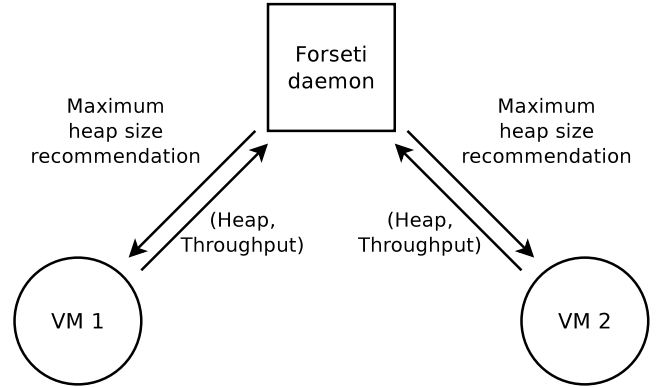 Forseti
daemon
Maximum
heap size
recommendation
Maximum
heap size
recommendation
(Heap,
Throughput)
(Heap,
Throughput)
VM 1
VM 2